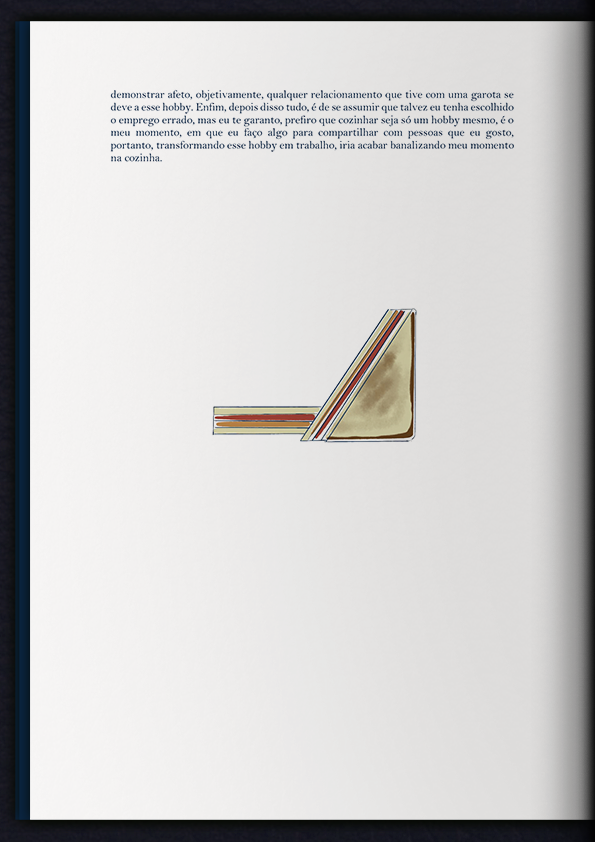 demonstrar afeto, objetivamente, qualquer relacionamento que tive com uma garota se
deve a esse hobby. Enfim, depois disso tudo, é de se assumir que talvez eu tenha escolhido
o emprego errado, mas eu te garanto, prefiro que cozinhar seja só um hobby mesmo, é o
meu momento, em que eu faço algo para compartilhar com pessoas que eu gosto,
portanto, transformando esse hobby em trabalho, iria acabar banalizando meu momento
na cozinha.